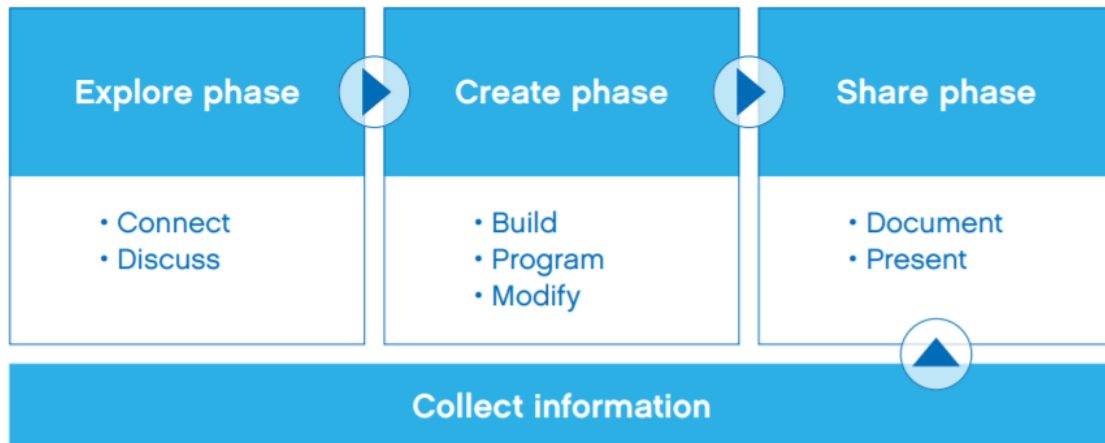 Explore phase
• Connect
• Discuss
Create phase
• Build
• Program
• Modify
Share phase
• Document
• Present
Collect information